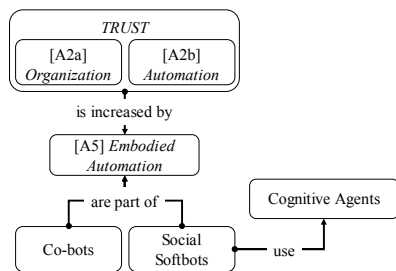 TRUST
[A2a] [A2b]
Organization Automation
is increased by
[A5] Embodied
Automation
are part of
Cognitive Agents
Co-bots
Social
Softbots
use